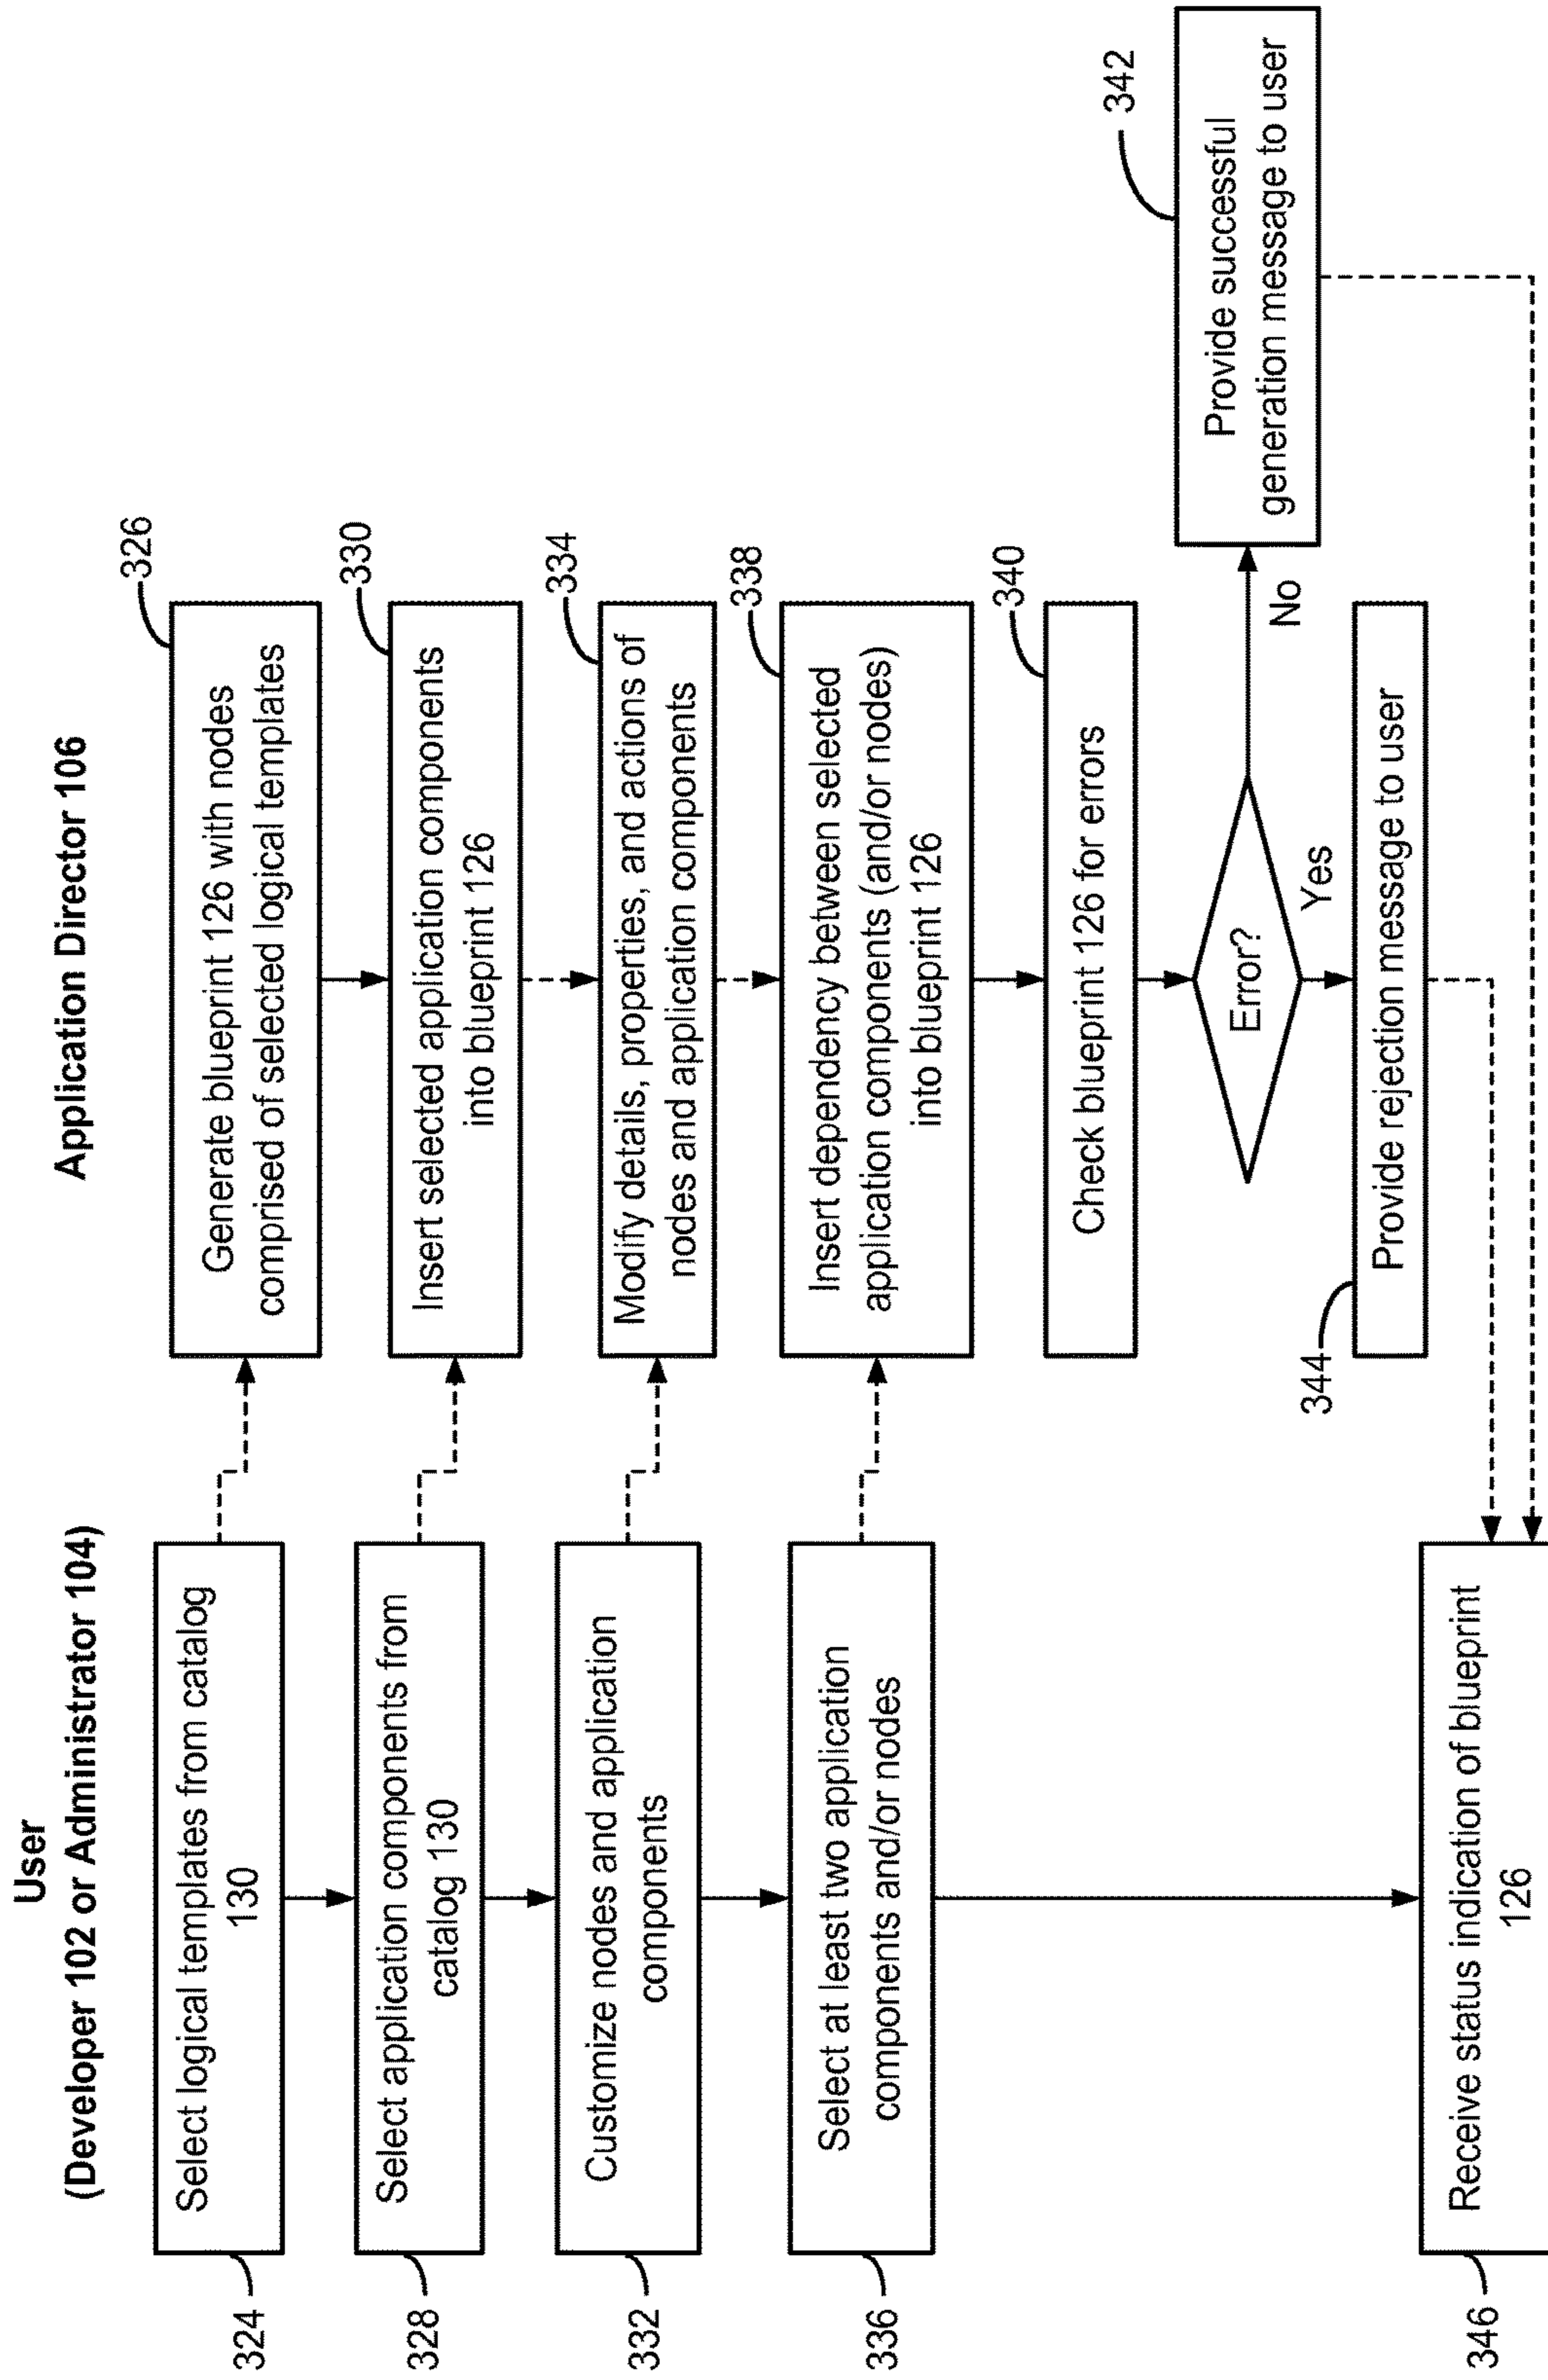 User
(Developer 102 or Administrator 104)
Application Director 106
324
Select logical templates from catalog
130
326
Generate blueprint 126 with nodes
comprised of selected logical templates
328
Select application components from
catalog 130
330
Insert selected application components
into blueprint 126
332
Customize nodes and application
components
334
Modify details, properties, and actions of
nodes and application components
336
Select at least two application
components and/or nodes
338
Insert dependency between selected
application components (and/or nodes)
into blueprint 126
340
Check blueprint 126 for errors
Error?
No
Yes
342
Provide successful
generation message to user
344
Provide rejection message to user
346
Receive status indication of blueprint
126